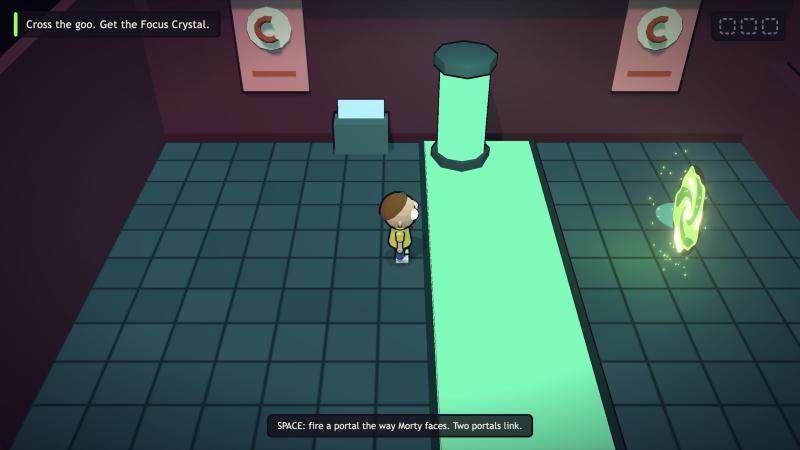 Cross the goo. Get the Focus Crystal.
C
C
SPACE: fire a portal the way Morty faces. Two portals link.